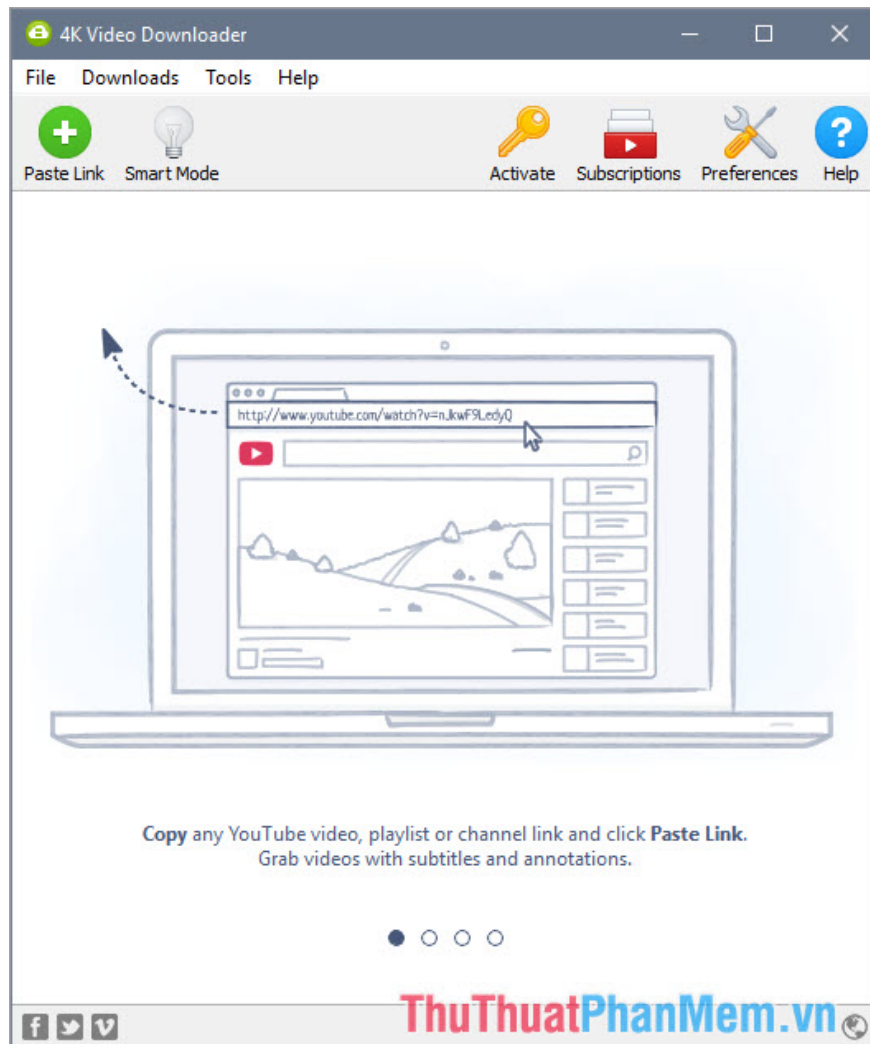 4K Video Downloader
File Downloads Tools Help
Paste Link Smart Mode Activate Subscriptions Preferences Help
http://www.youtube.com/watch?v=nJkwF9LedyQ
Copy any YouTube video, playlist or channel link and click Paste Link.
Grab videos with subtitles and annotations.
ThuThuatPhanMem.vn